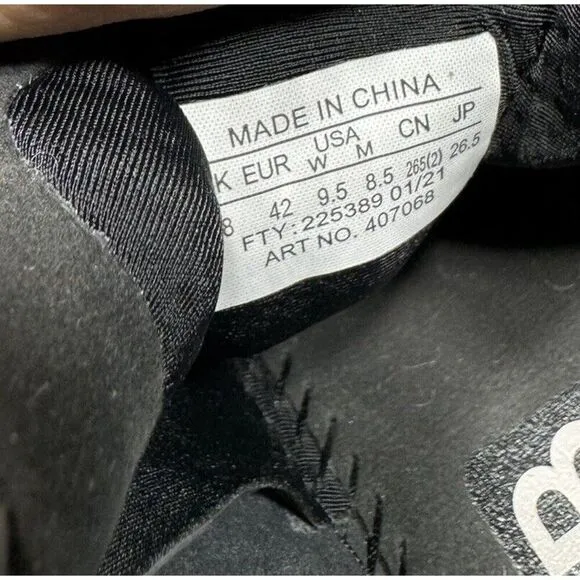 MADE IN CHINA
K EUR USA CN JP
W M
8 42 9.5 8.5 265(2) 26.5
FTY: 225389 01/21
ART NO. 407068
B